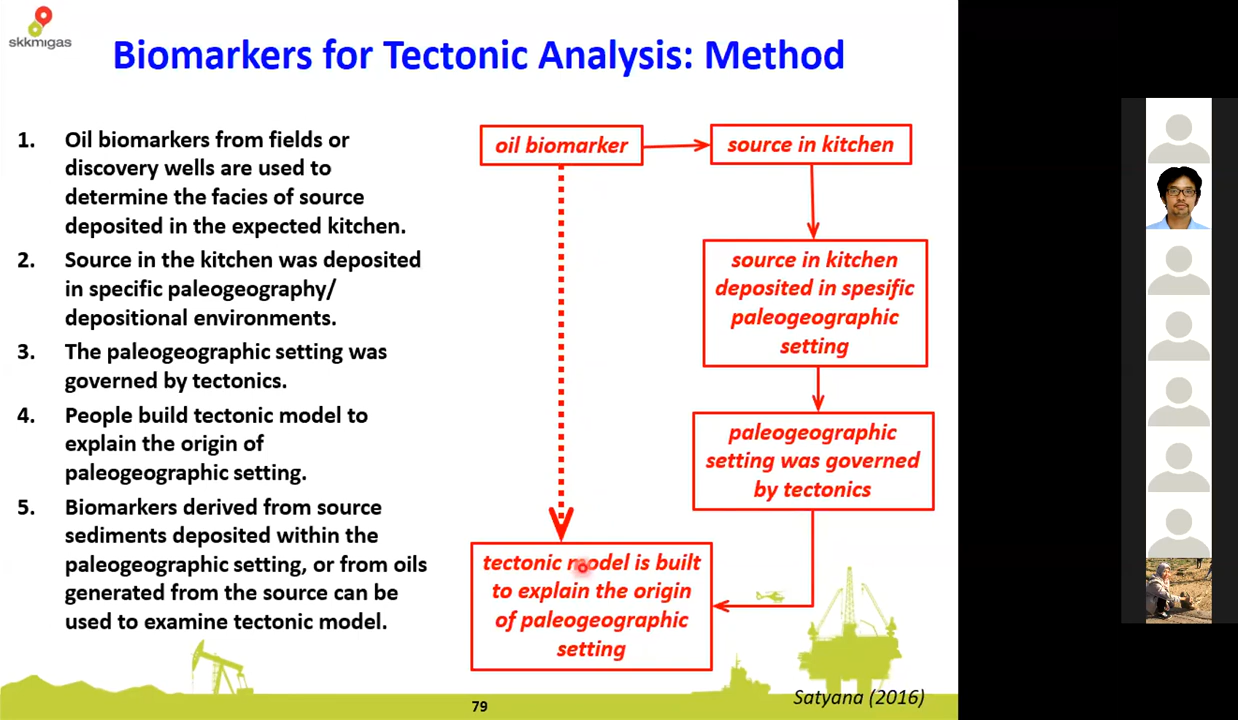 skkmigas
Biomarkers for Tectonic Analysis: Method
1. Oil biomarkers from fields or
discovery wells are used to
determine the facies of source
deposited in the expected kitchen.
2. Source in the kitchen was deposited
in specific paleogeography/
depositional environments.
3. The paleogeographic setting was
governed by tectonics.
4. People build tectonic model to
explain the origin of
paleogeographic setting.
5. Biomarkers derived from source
sediments deposited within the
paleogeographic setting, or from oils
generated from the source can be
used to examine tectonic model.
oil biomarker
source in kitchen
source in kitchen
deposited in spesific
paleogeographic
setting
paleogeographic
setting was governed
by tectonics
tectonic model is built
to explain the origin
of paleogeographic
setting
Satyana (2016)
79